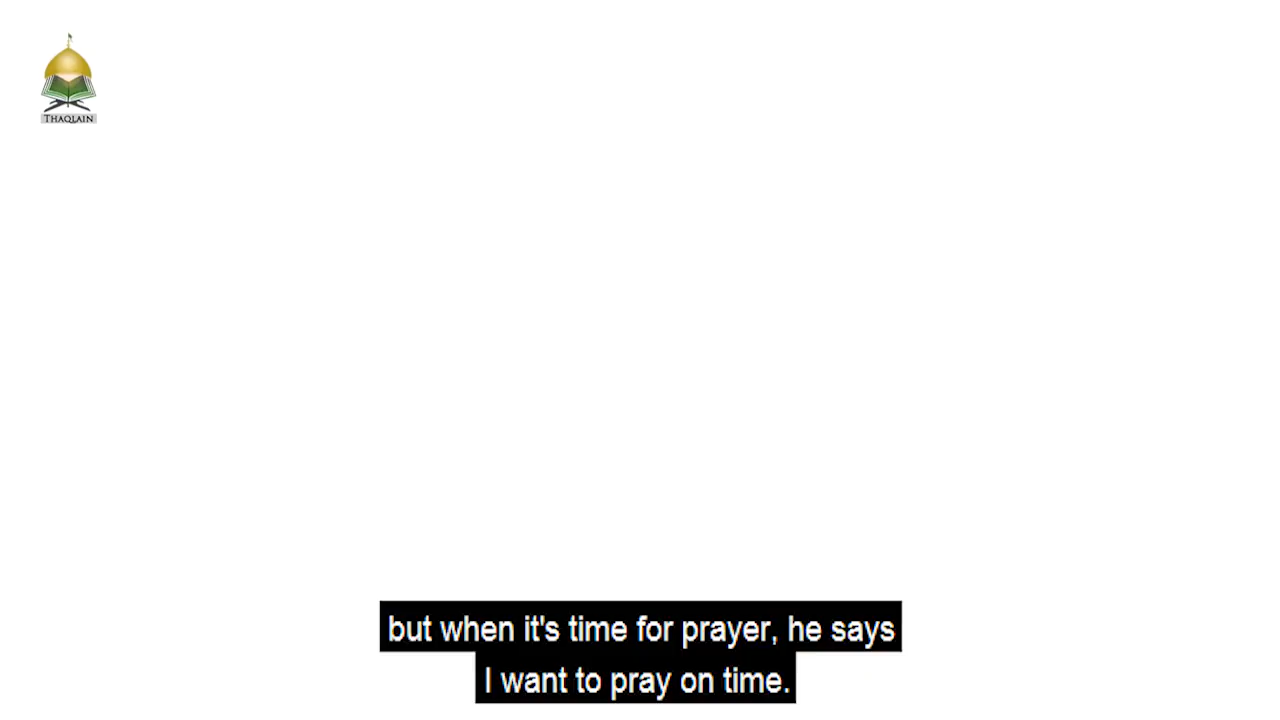 THAQLAIN
but when it's time for prayer, he says
I want to pray on time.